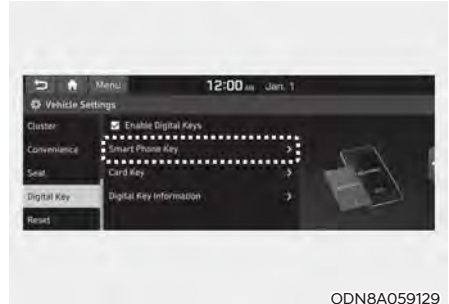 Menu 12:00 AM Jan. 1
Vehicle Settings
Cluster
Enable Digital Keys
Convenience
Smart Phone Key
Seat
Card Key
Digital Key
Digital Key Information
Reset
ODN8A059129